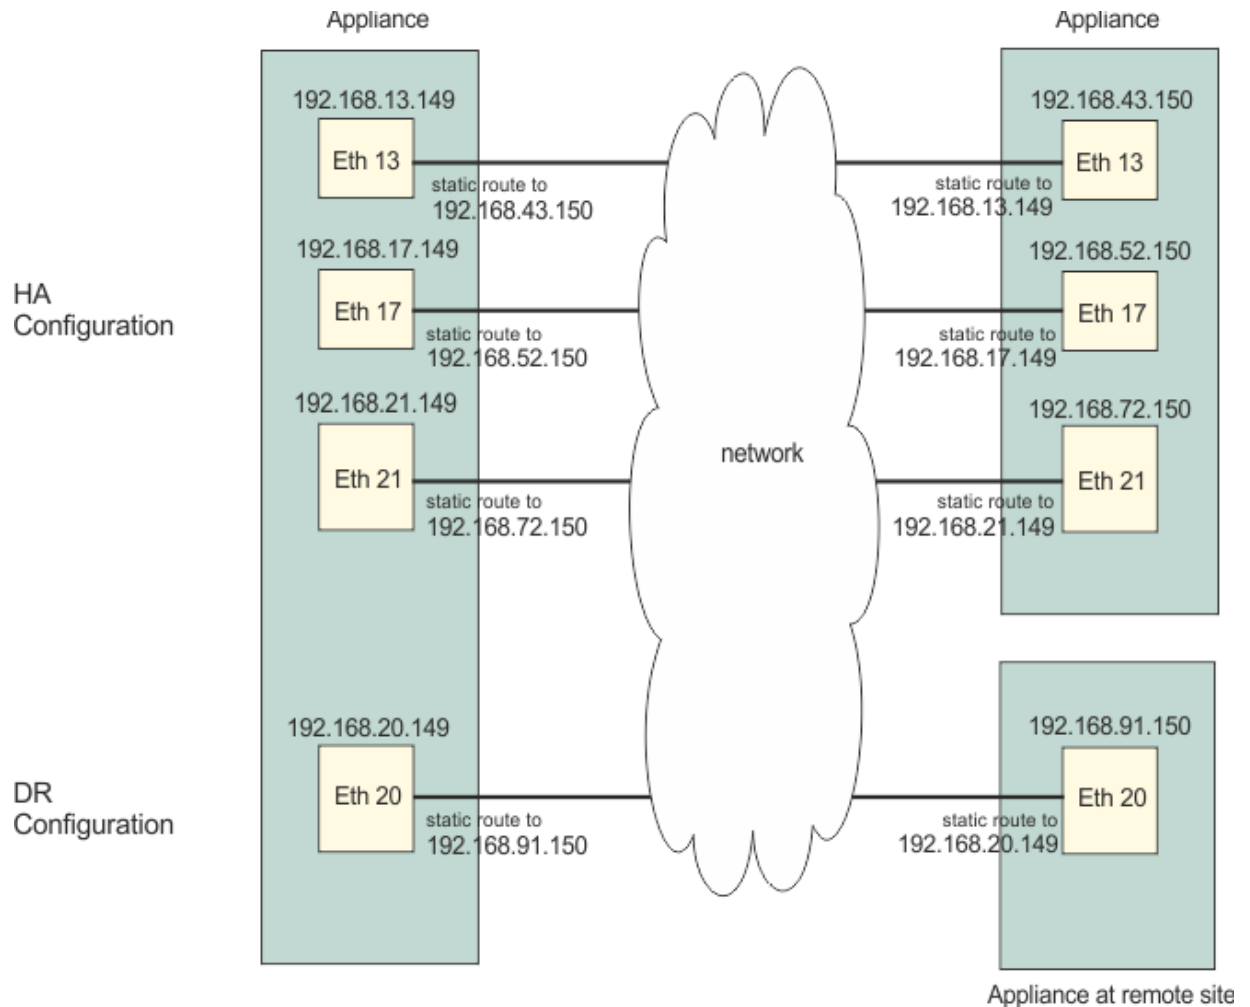 Appliance
Appliance
192.168.13.149
192.168.43.150
Eth 13
Eth 13
static route to
192.168.43.150
static route to
192.168.13.149
192.168.17.149
192.168.52.150
HA
Configuration
Eth 17
Eth 17
static route to
192.168.52.150
static route to
192.168.17.149
192.168.21.149
192.168.72.150
network
Eth 21
Eth 21
static route to
192.168.72.150
static route to
192.168.21.149
192.168.20.149
192.168.91.150
DR
Configuration
Eth 20
Eth 20
static route to
192.168.91.150
static route to
192.168.20.149
Appliance at remote site